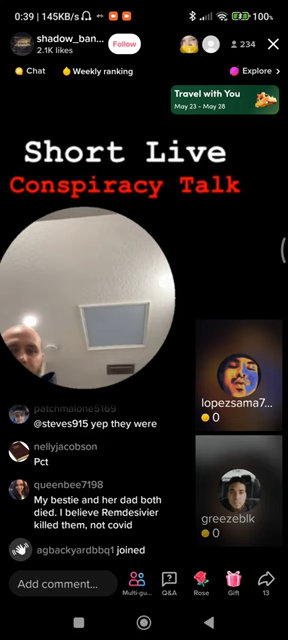 0:39 | 145KB/s
100%
shadow_ban...
2.1K likes
Follow
234
Chat
Weekly ranking
Explore >
Travel with You
May 23 - May 28
Short Live
Conspiracy Talk
lopezsama7...
0
patchmalone5169
@steves915 yep they were
nellyjacobson
Pct
queenbee7198
My bestie and her dad both
died. I believe Remdesivier
killed them, not covid
greezeblk
0
agbackyardbbq1 joined
Add comment...
Multi-gu...
Q&A
Rose
Gift
13